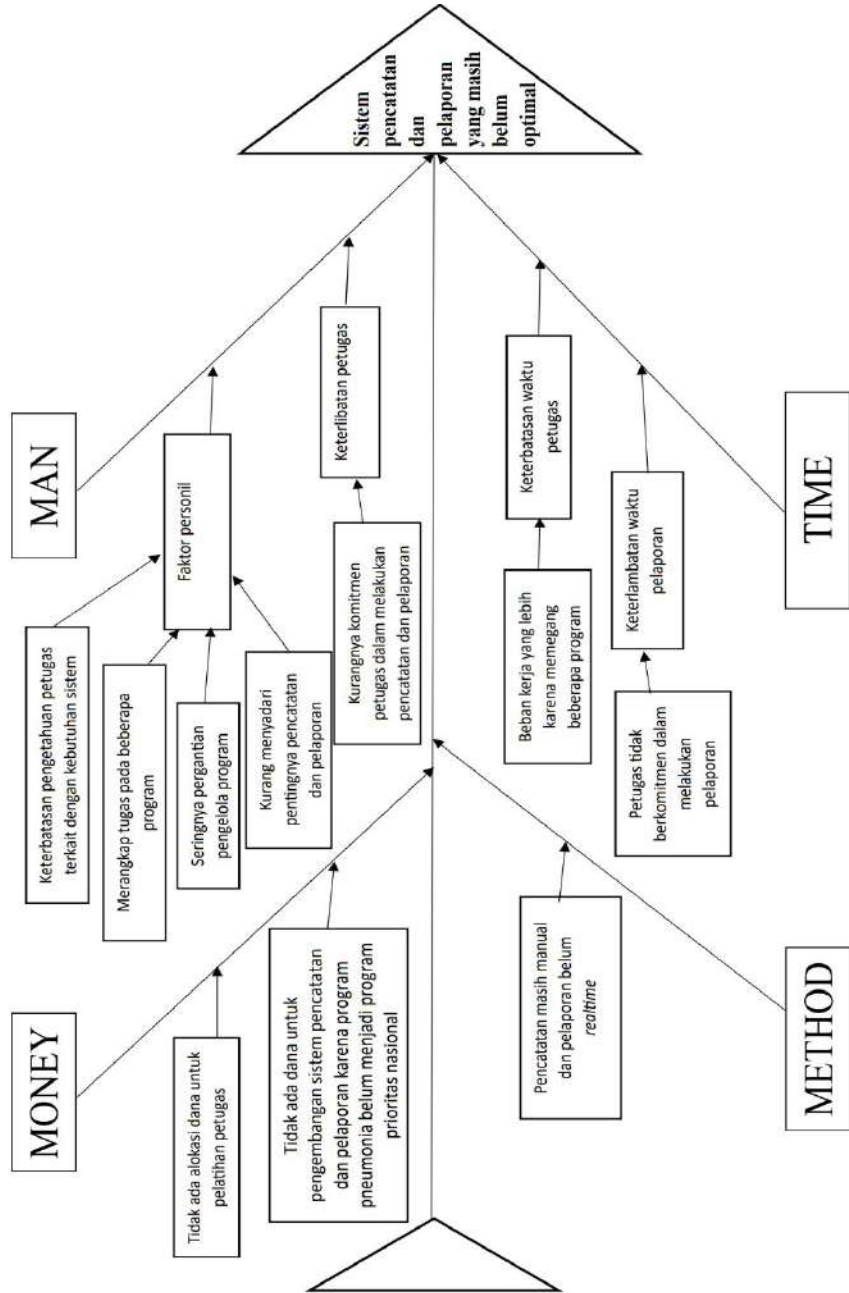 MONEY
MAN
Tidak ada alokasi dana untuk
pelatihan petugas
Tidak ada dana untuk
pengembangan sistem pencatatan
dan pelaporan karena program
pneumonia belum menjadi program
prioritas nasional
Keterbatasan pengetahuan petugas
terkait dengan kebutuhan sistem
Merangkap tugas pada beberapa
program
Seringnya pergantian
pengelola program
Kurang menyadari
pentingnya pencatatan
dan pelaporan
Faktor personil
Kurangnya komitmen
petugas dalam melakukan
pencatatan dan pelaporan
Keterlibatan petugas
Sistem
pencatatan
dan
pelaporan
yang masih
belum
optimal
Pencatatan masih manual
dan pelaporan belum
realtime
Beban kerja yang lebih
karena memegang
beberapa program
Keterbatasan waktu
petugas
Petugas tidak
berkomitmen dalam
melakukan
pelaporan
Keterlambatan waktu
pelaporan
METHOD
TIME